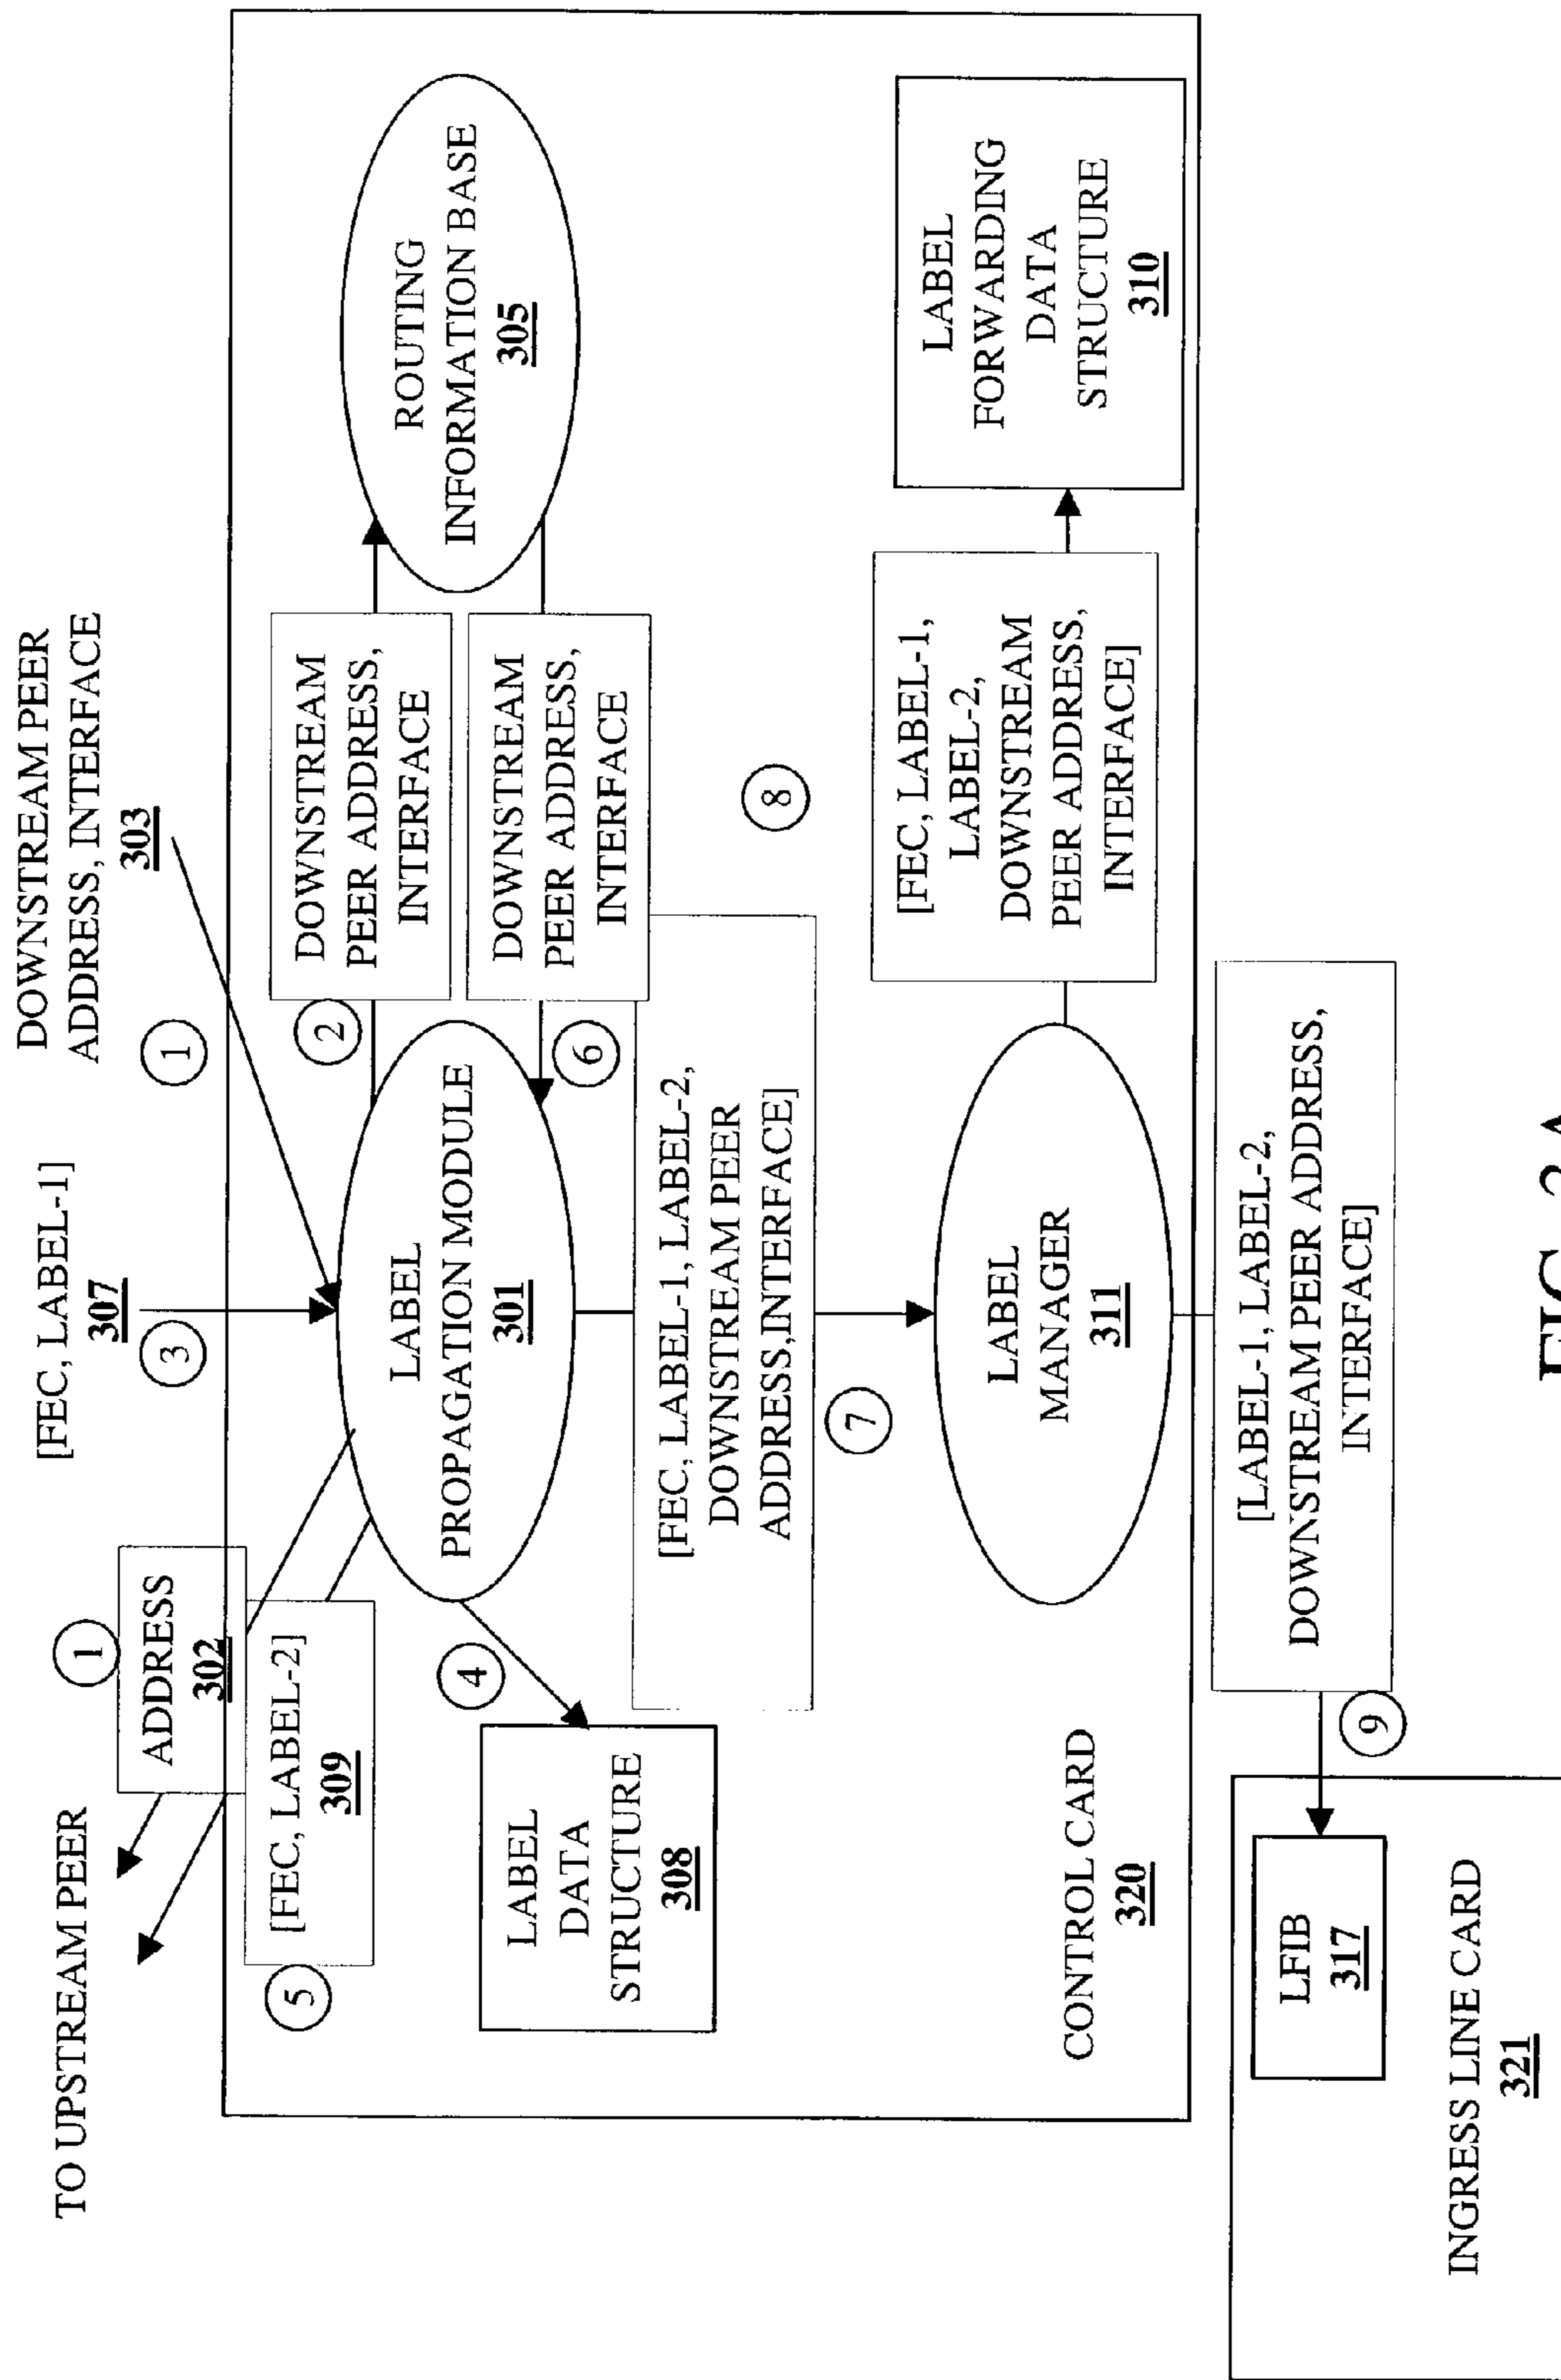 TO UPSTREAM PEER
1
ADDRESS
302
[FEC, LABEL-2]
309
5
[FEC, LABEL-1]
307
3
DOWNSTREAM PEER
ADDRESS, INTERFACE
303
1
LABEL
PROPAGATION MODULE
301
2
DOWNSTREAM
PEER ADDRESS,
INTERFACE
DOWNSTREAM
PEER ADDRESS,
INTERFACE
6
ROUTING
INFORMATION BASE
305
4
LABEL
DATA
STRUCTURE
308
[FEC, LABEL-1, LABEL-2,
DOWNSTREAM PEER
ADDRESS,INTERFACE]
7
8
LABEL
MANAGER
311
[FEC, LABEL-1,
LABEL-2,
DOWNSTREAM
PEER ADDRESS,
INTERFACE]
LABEL
FORWARDING
DATA
STRUCTURE
310
CONTROL CARD
320
[LABEL-1, LABEL-2,
DOWNSTREAM PEER ADDRESS,
INTERFACE]
9
LFIB
317
INGRESS LINE CARD
321